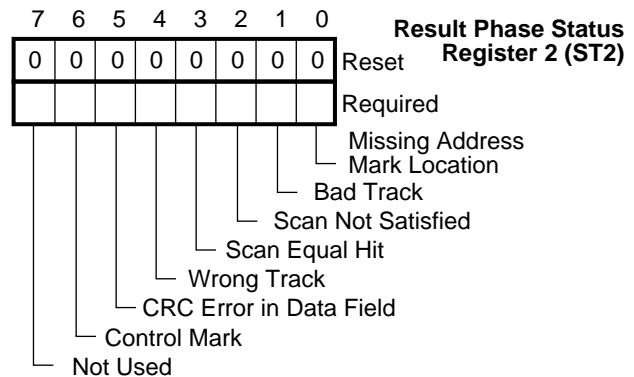 7 6 5 4 3 2 1 0
Result Phase Status
Register 2 (ST2)
0 0 0 0 0 0 0 0 Reset
Required
Missing Address
Mark Location
Bad Track
Scan Not Satisfied
Scan Equal Hit
Wrong Track
CRC Error in Data Field
Control Mark
Not Used